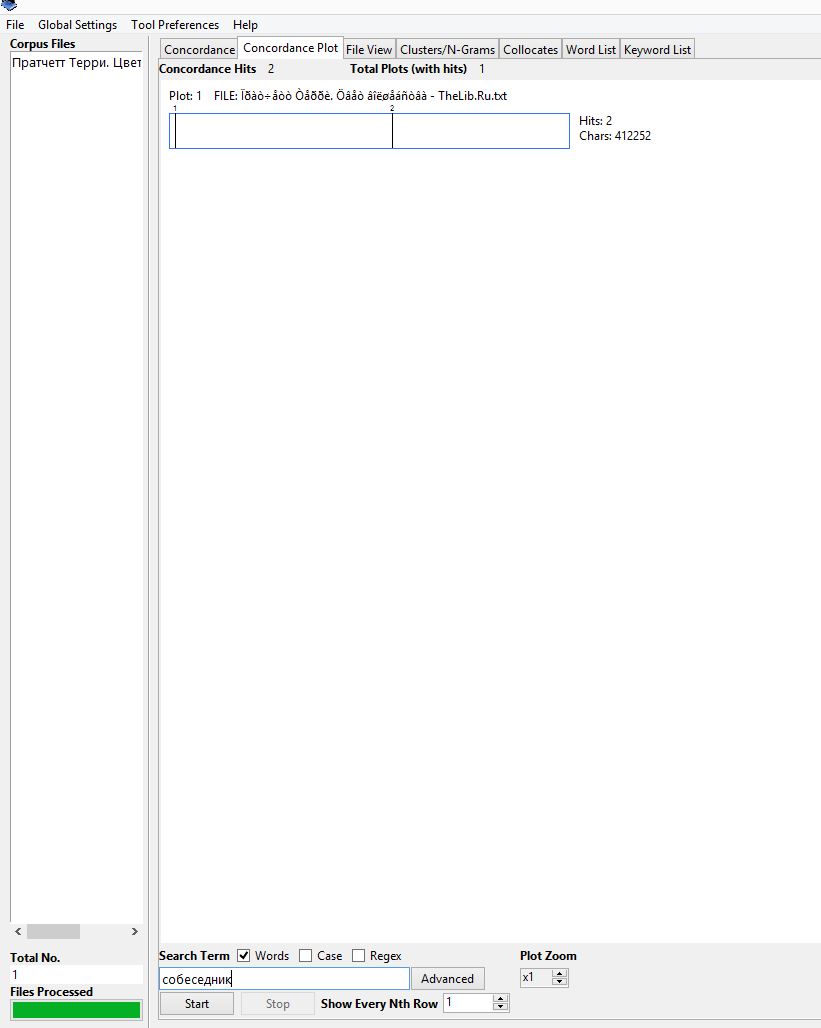 File Global Settings Tool Preferences Help
Corpus Files
Пратчетт Терри. Цвет
Concordance Concordance Plot File View Clusters/N-Grams Collocates Word List Keyword List
Concordance Hits 2 Total Plots (with hits) 1
Plot: 1 FILE: Ïðàò÷åòò Òåððè. Öâåò âîëøåáñòâà - TheLib.Ru.txt
1 2
Hits: 2
Chars: 412252
Total No.
1
Files Processed
Search Term Words Case Regex Plot Zoom
собеседник Advanced x1
Start Stop Show Every Nth Row 1